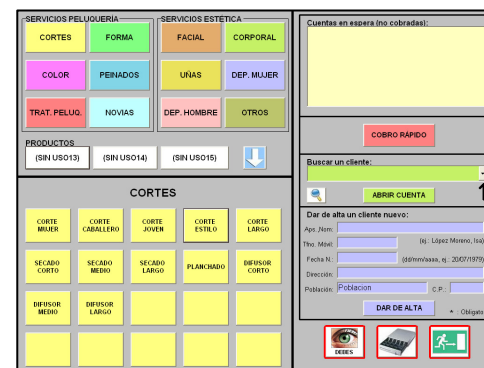 SERVICIOS PELUQUERÍA
SERVICIOS ESTÉTICA
CORTES
FORMA
FACIAL
CORPORAL
COLOR
PEINADOS
UÑAS
DEP. MUJER
TRAT. PELUQ.
NOVIAS
DEP. HOMBRE
OTROS
PRODUCTOS
(SIN USO13)
(SIN USO14)
(SIN USO15)
CORTES
CORTE MUJER
CORTE CABALLERO
CORTE JOVEN
CORTE ESTILO
CORTE LARGO
SECADO CORTO
SECADO MEDIO
SECADO LARGO
PLANCHADO
DIFUSOR CORTO
DIFUSOR MEDIO
DIFUSOR LARGO
Cuentas en espera (no cobradas):
COBRO RÁPIDO
Buscar un cliente:
ABRIR CUENTA
Dar de alta un cliente nuevo:
Aps.,Nom:
Tfno. Móvil:
(ej.: López Moreno, Isa)
Fecha N.:
(dd/mm/aaaa, ej.: 20/07/1979)
Dirección:
Población:
Poblacion
C.P.:
DAR DE ALTA
* : Obligato
DEBES